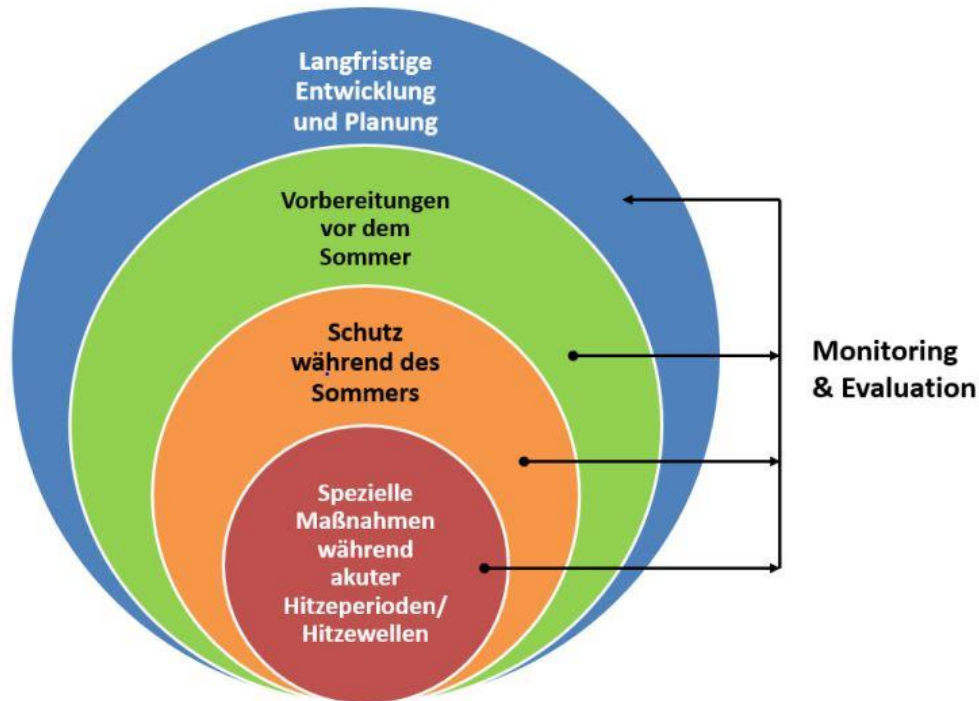 Langfristige
Entwicklung
und Planung
Vorbereitungen
vor dem
Sommer
Schutz
während des
Sommers
Spezielle
Maßnahmen
während
akuter
Hitzeperioden/
Hitzewellen
Monitoring
& Evaluation